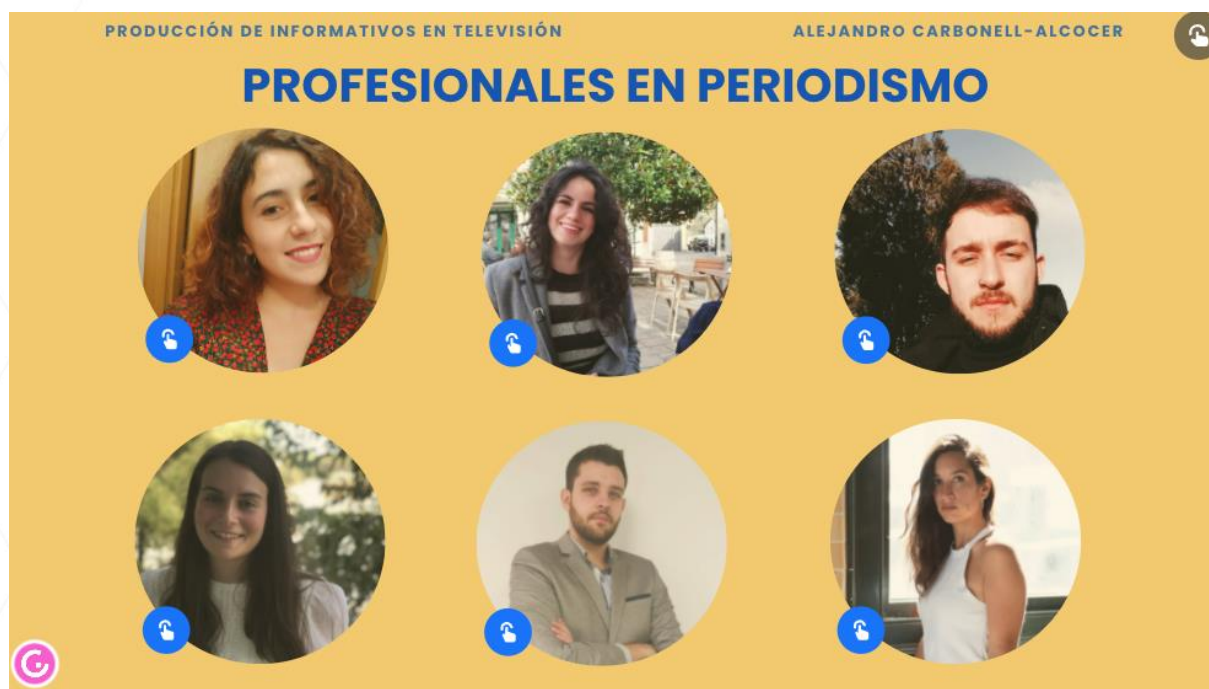 PRODUCCIÓN DE INFORMATIVOS EN TELEVISIÓN
ALEJANDRO CARBONELL-ALCOCER
PROFESIONALES EN PERIODISMO